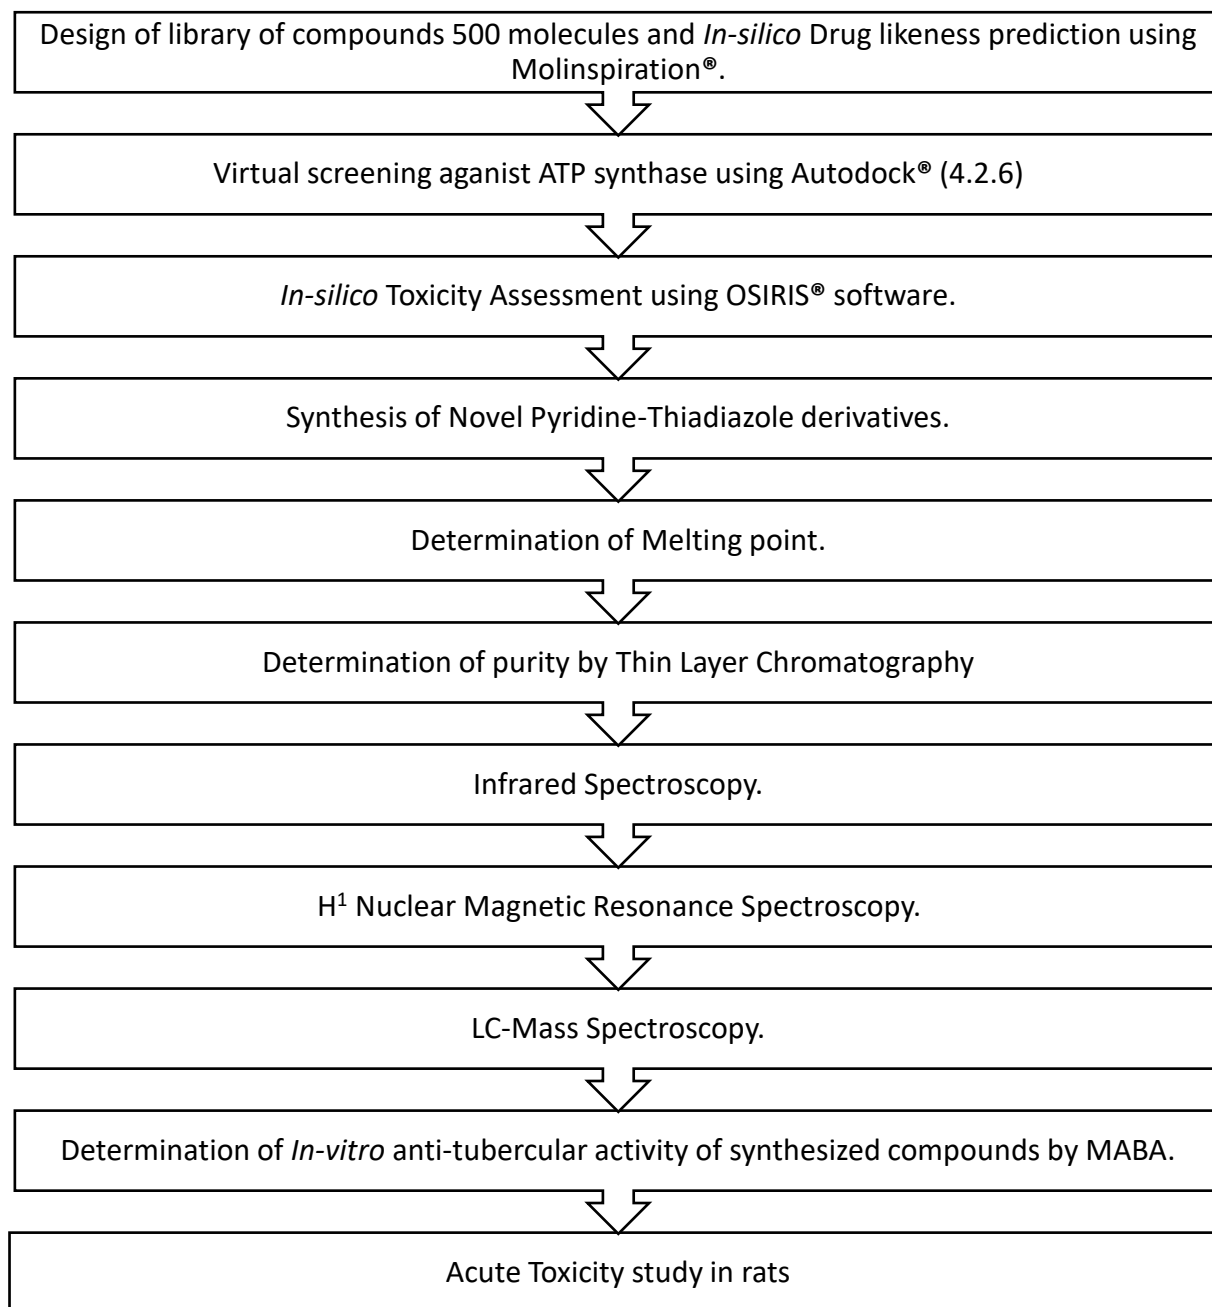 Design of library of compounds 500 molecules and In-silico Drug likeness prediction using
Molinspiration®.
Virtual screening aganist ATP synthase using Autodock® (4.2.6)
In-silico Toxicity Assessment using OSIRIS® software.
Synthesis of Novel Pyridine-Thiadiazole derivatives.
Determination of Melting point.
Determination of purity by Thin Layer Chromatography
Infrared Spectroscopy.
H¹ Nuclear Magnetic Resonance Spectroscopy.
LC-Mass Spectroscopy.
Determination of In-vitro anti-tubercular activity of synthesized compounds by MABA.
Acute Toxicity study in rats